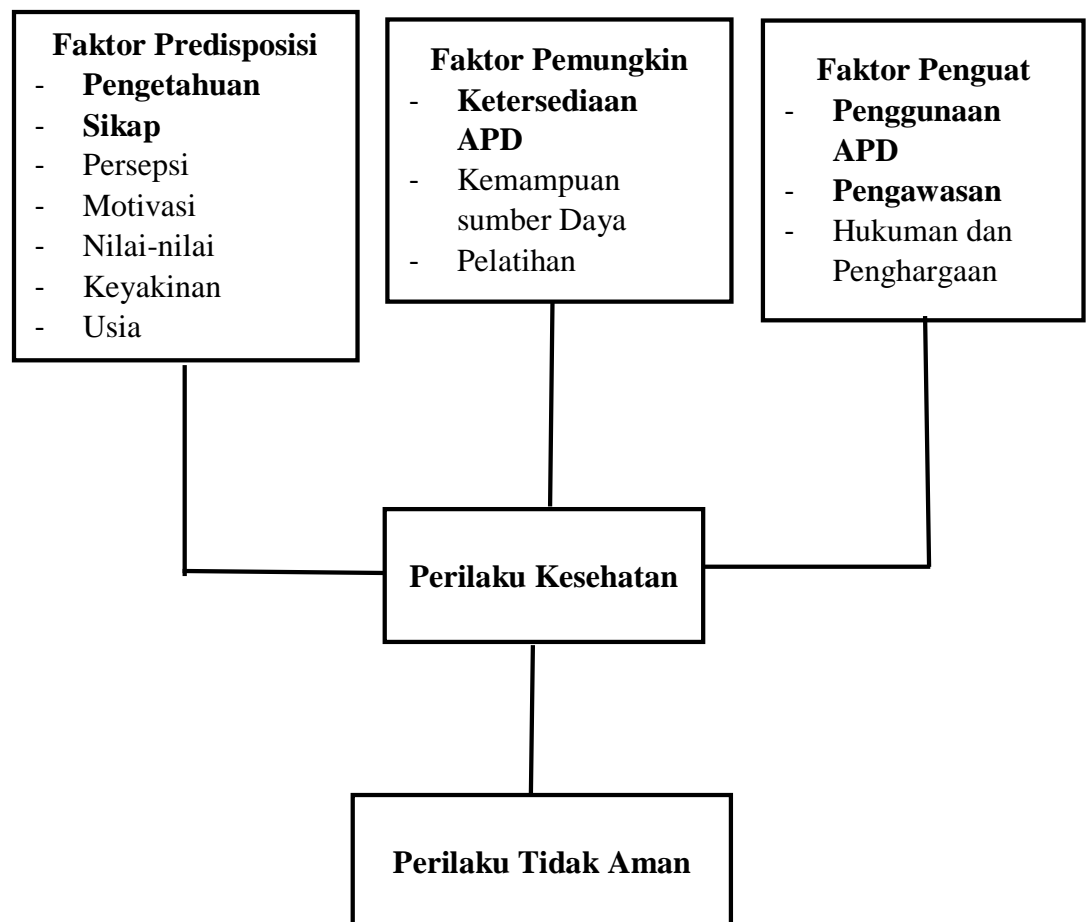 Faktor Predisposisi
- Pengetahuan
- Sikap
- Persepsi
- Motivasi
- Nilai-nilai
- Keyakinan
- Usia
Faktor Pemungkin
- Ketersediaan
APD
- Kemampuan
sumber Daya
- Pelatihan
Faktor Penguat
- Penggunaan
APD
- Pengawasan
- Hukuman dan
Penghargaan
Perilaku Kesehatan
Perilaku Tidak Aman